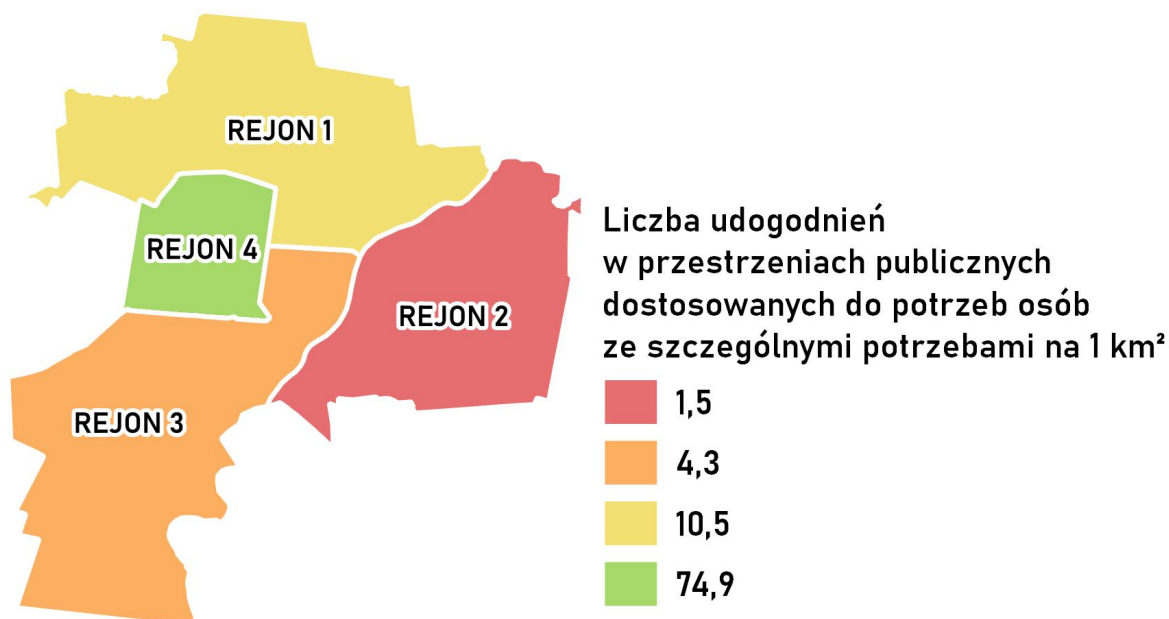 REJON 1
REJON 4
REJON 2
REJON 3
Liczba udogodnień
w przestrzeniach publicznych
dostosowanych do potrzeb osób
ze szczególnymi potrzebami na 1 km²
1,5
4,3
10,5
74,9